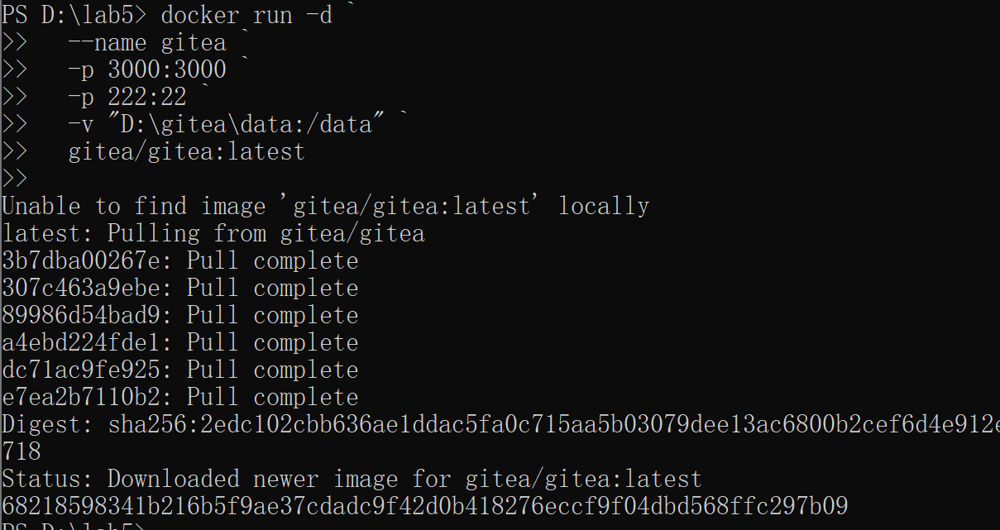 PS D:\lab5> docker run -d `
>>   --name gitea `
>>   -p 3000:3000 `
>>   -p 222:22 `
>>   -v "D:\gitea\data:/data" `
>>   gitea/gitea:latest
>>
Unable to find image 'gitea/gitea:latest' locally
latest: Pulling from gitea/gitea
3b7dba00267e: Pull complete
307c463a9ebe: Pull complete
89986d54bad9: Pull complete
a4ebd224fde1: Pull complete
dc71ac9fe925: Pull complete
e7ea2b7110b2: Pull complete
Digest: sha256:2edc102cbb636ae1ddac5fa0c715aa5b03079dee13ac6800b2cef6d4e912e
718
Status: Downloaded newer image for gitea/gitea:latest
68218598341b216b5f9ae37cdadc9f42d0b418276eccf9f04dbd568ffc297b09
PS D:\lab5>